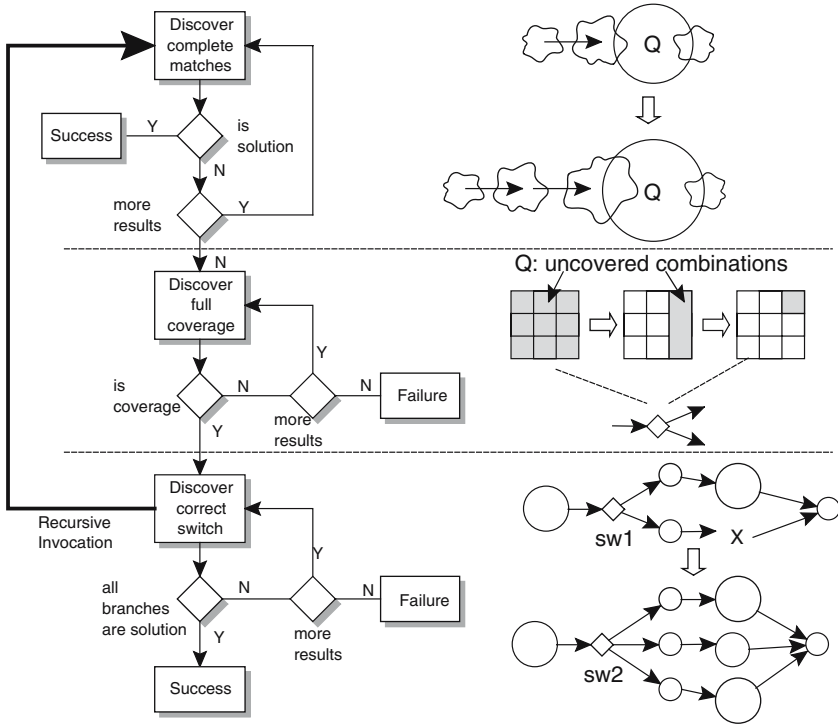 Discover
complete
matches
Success
Y
is
solution
N
more
results
Y
N
Discover
full
coverage
Y
is
coverage
N
more
results
N
Failure
Y
Discover
correct
switch
Recursive
Invocation
Y
all
branches
are solution
N
more
results
N
Failure
Y
Success
Q
Q
Q: uncovered combinations
sw1
X
sw2